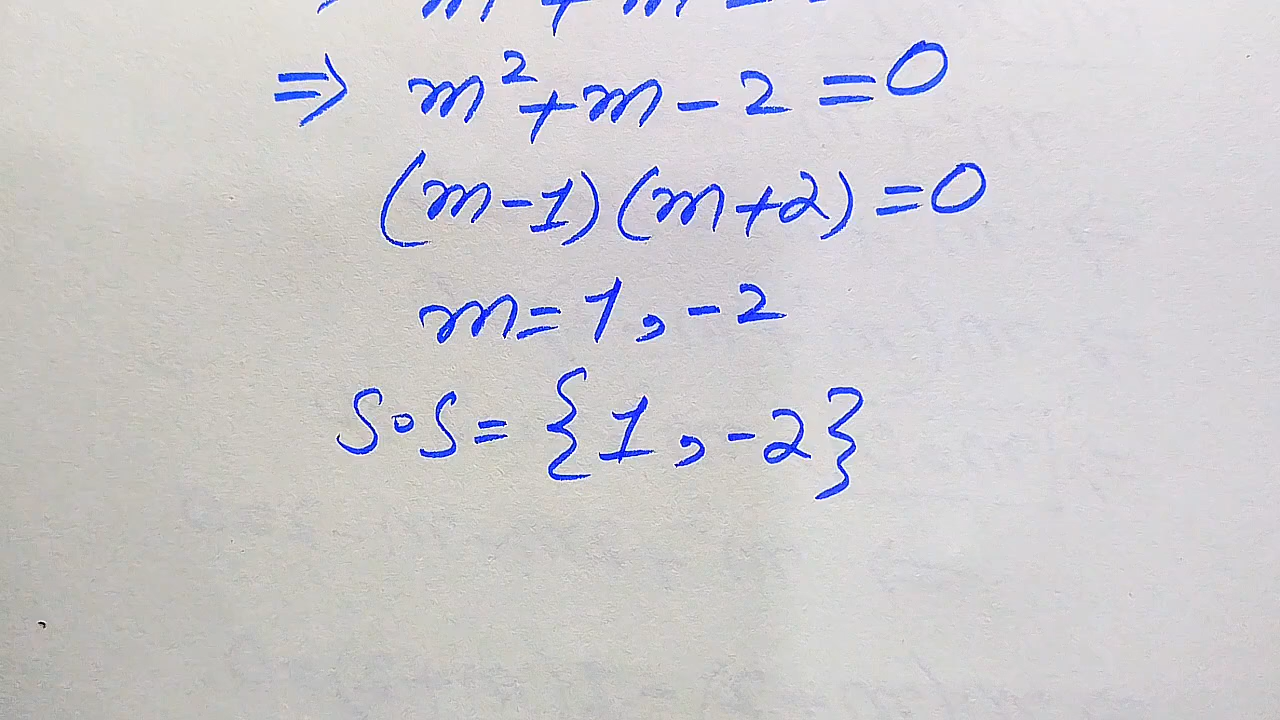 ⇒ m²+m-2=0
(m-1)(m+2)=0
m=1,-2
S.S={1,-2}